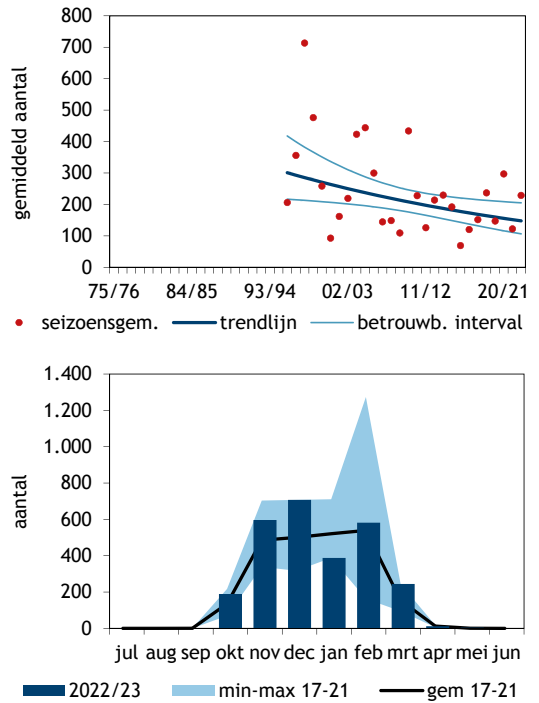 800
700
600
500
400
300
200
100
0
gemiddeld aantal
75/76 84/85 93/94 02/03 11/12 20/21
seizoensgem. trendlijn betrouwb. interval
1.400
1.200
1.000
800
600
400
200
0
aantal
jul aug sep okt nov dec jan feb mrt apr mei jun
2022/23 min-max 17-21 gem 17-21